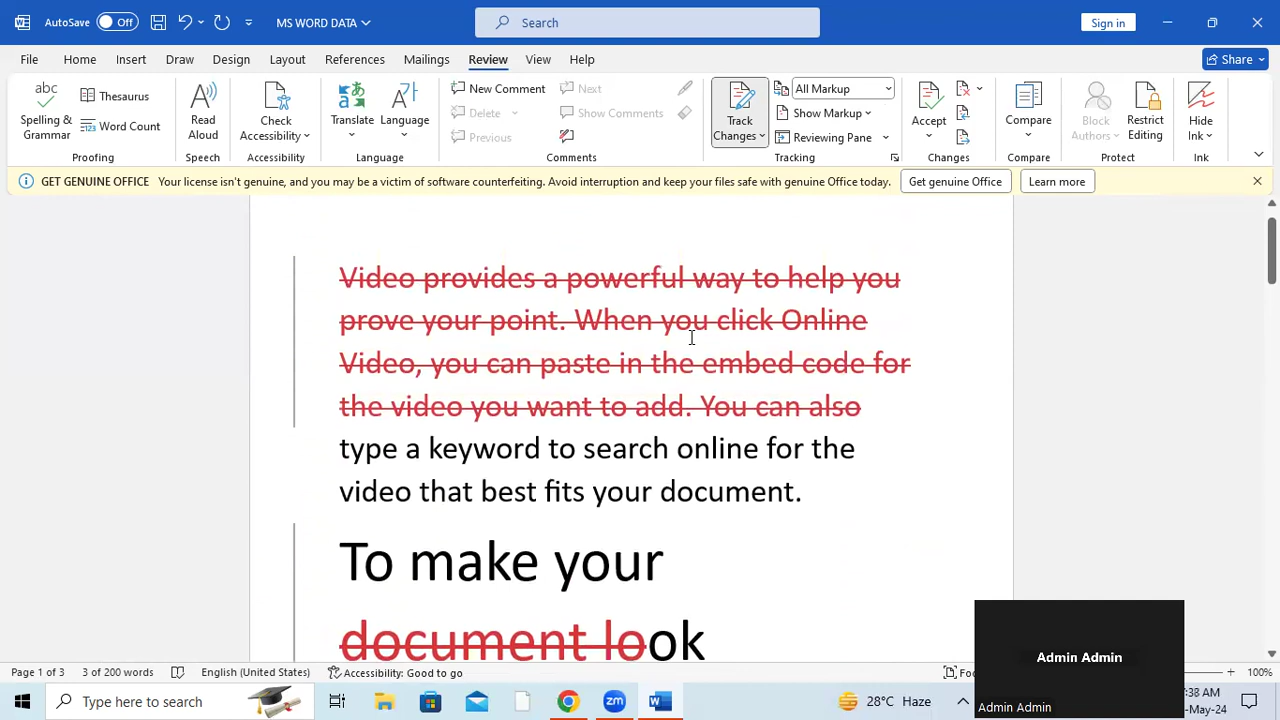 AutoSave Off MS WORD DATA Search Sign in
File Home Insert Draw Design Layout References Mailings Review View Help Share
abc Spelling & Grammar Thesaurus Word Count Proofing
Read Aloud Speech
Check Accessibility Accessibility
Translate Language Language
New Comment Delete Previous Next Show Comments Comments
Track Changes All Markup Show Markup Reviewing Pane Tracking
Accept Changes
Compare Compare
Block Authors Restrict Editing Protect
Hide Ink Ink
GET GENUINE OFFICE Your license isn't genuine, and you may be a victim of software counterfeiting. Avoid interruption and keep your files safe with genuine Office today. Get genuine Office Learn more
Video provides a powerful way to help you
prove your point. When you click Online
Video, you can paste in the embed code for
the video you want to add. You can also
type a keyword to search online for the
video that best fits your document.
To make your
document look
Admin Admin
Admin Admin
Page 1 of 3 3 of 200 words English (United States) Accessibility: Good to go 100%
Type here to search 28°C Haze